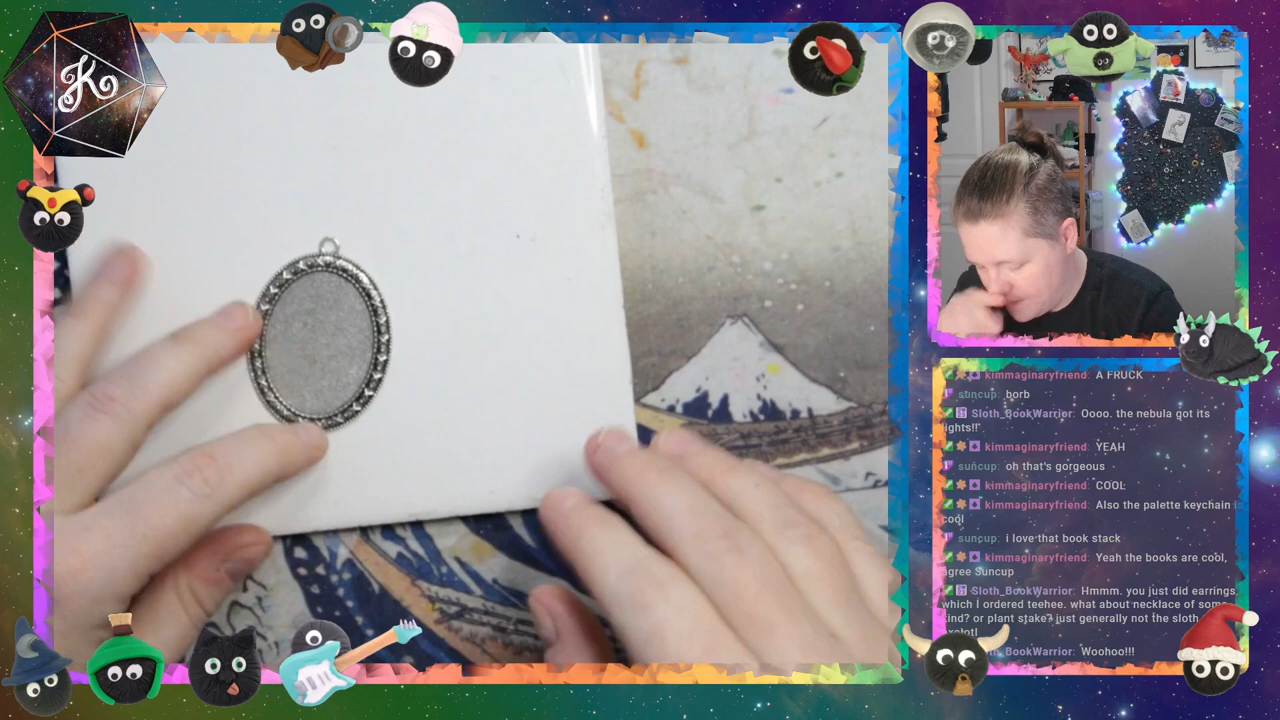 Ko
kimmaginaryfriend: A FRUCK
suncup: borb
Sloth_BookWarrior: Oooo. the nebula got its
lights!!
kimmaginaryfriend: YEAH
suncup: oh that's gorgeous
kimmaginaryfriend: COOL
kimmaginaryfriend: Also the palette keychain
cool
suncup: i love that book stack
kimmaginaryfriend: Yeah the books are cool,
agree Suncup
Sloth_BookWarrior: Hmmm. you just did earrings,
which I ordered teehee. what about necklace of some
kind? or plant stake? just generally not the sloth
BookWarrior: Woohoo!!!